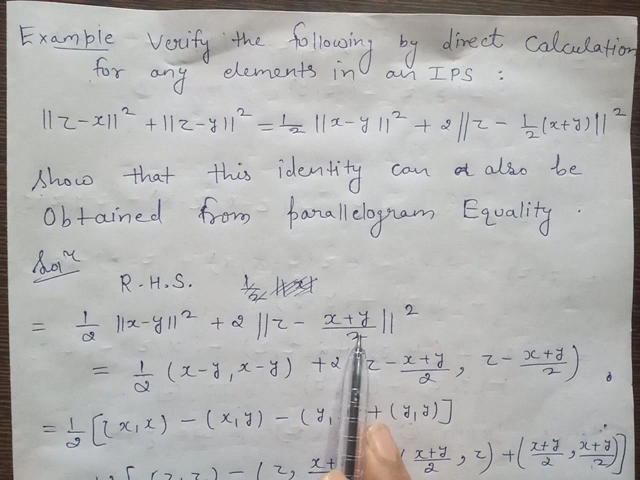 Example Verify the following by direct Calculation
for any elements in an IPS :
||z-x||² + ||z-y||² = 1/2 ||x-y||² + 2||z - 1/2(x+y)||²
Show that this identity can also be
Obtained from parallelogram Equality .
Solⁿ
R.H.S.
= 1/2 ||x-y||² + 2 ||z - x+y/2||²
= 1/2 (x-y, x-y) + 2 z - x+y/2, z - x+y/2)
= 1/2 [(x,x) - (x,y) - (y, + (y,y)]
(z,z) - (z, x+ (x+y/2, z) + (x+y/2, x+y/2)]